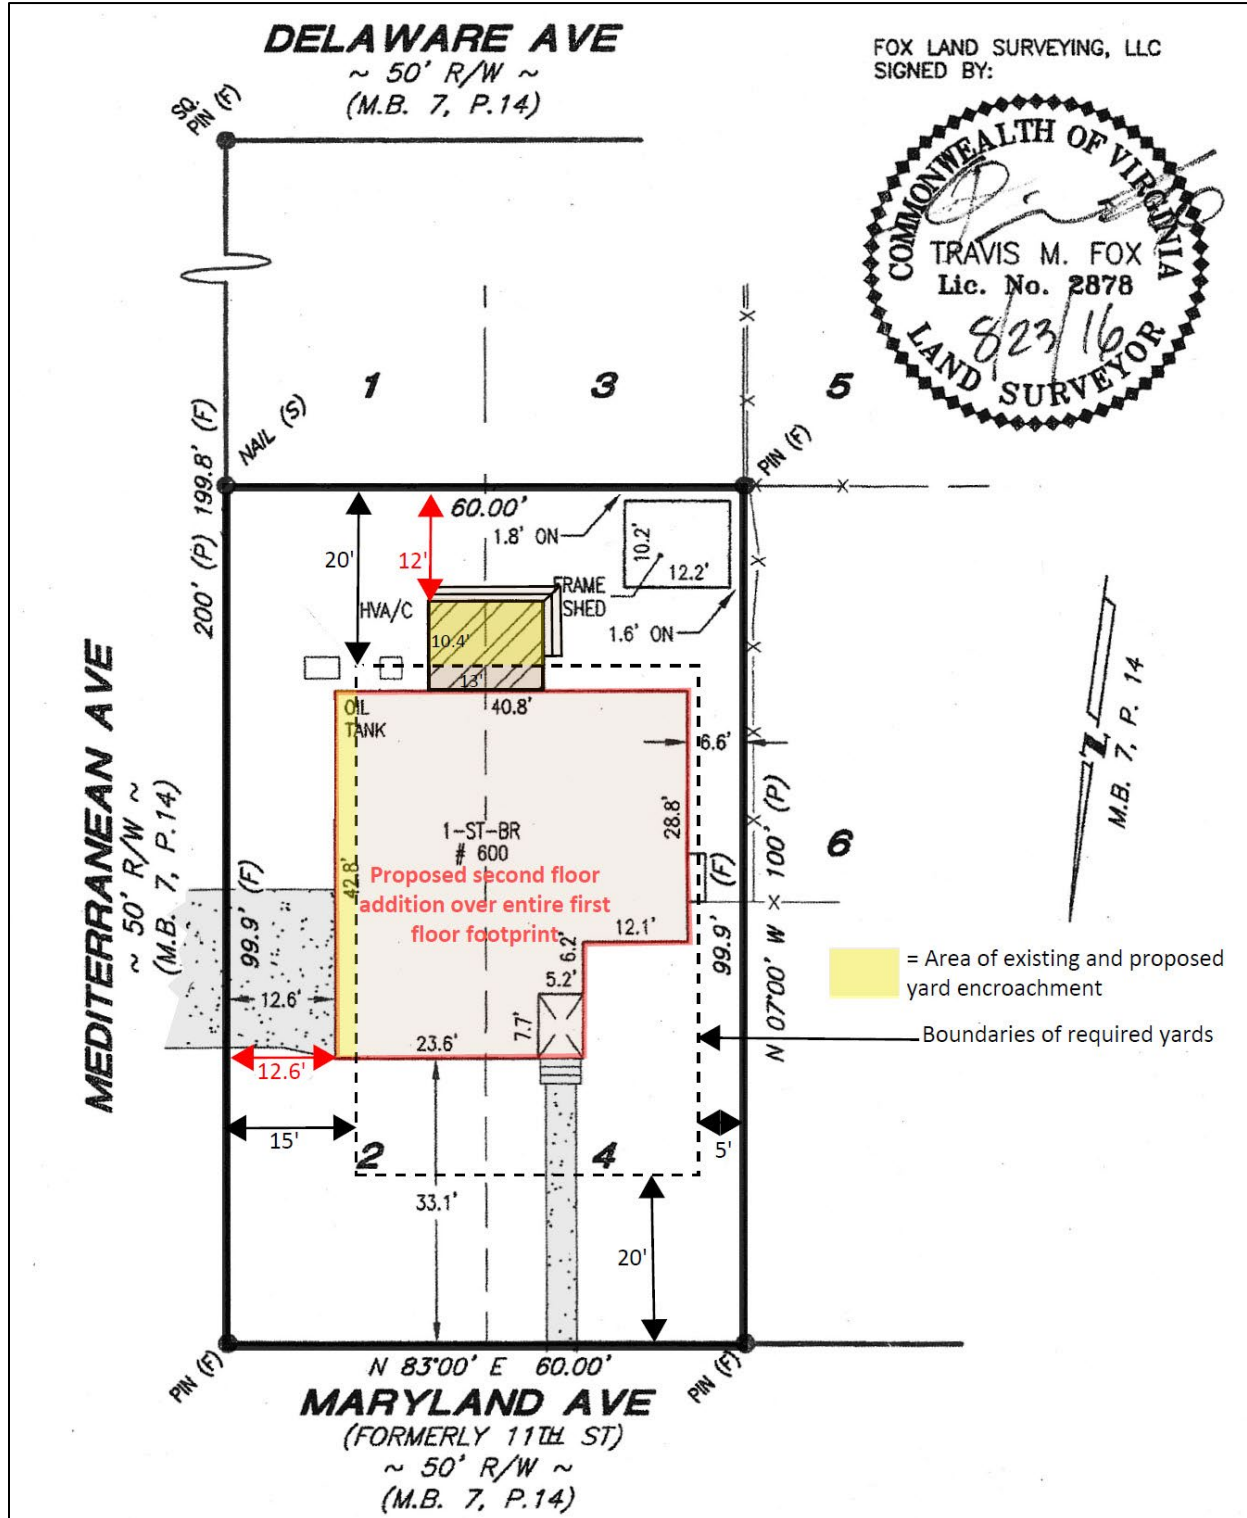 DELAWARE AVE
~ 50' R/W ~
(M.B. 7, P.14)
FOX LAND SURVEYING, LLC
SIGNED BY:
COMMONWEALTH OF VIRGINIA
TRAVIS M. FOX
Lic. No. 2878
8/23/16
LAND SURVEYOR
SQ.
PIN (F)
1
3
5
NAIL (S)
PIN (F)
200' (P) 199.8' (F)
60.00'
1.8' ON
20'
12'
10.2'
12.2'
FRAME
SHED
HVA/C
10.4'
1.6' ON
13'
40.8'
OIL
TANK
6.6'
MEDITERRANEAN AVE
~ 50' R/W ~
(M.B. 7, P.14)
99.9' (F)
42.8'
1-ST-BR
# 600
28.8'
Proposed second floor
addition over entire first
floor footprint
N 07°00' W 100' (P)
99.9' (F)
6
Z
M.B. 7, P. 14
12.1'
6.2'
5.2'
7.7'
12.6'
23.6'
12.6'
= Area of existing and proposed
yard encroachment
Boundaries of required yards
15'
5'
2
4
33.1'
20'
PIN (F)
PIN (F)
N 83°00' E 60.00'
MARYLAND AVE
(FORMERLY 11TH ST)
~ 50' R/W ~
(M.B. 7, P.14)